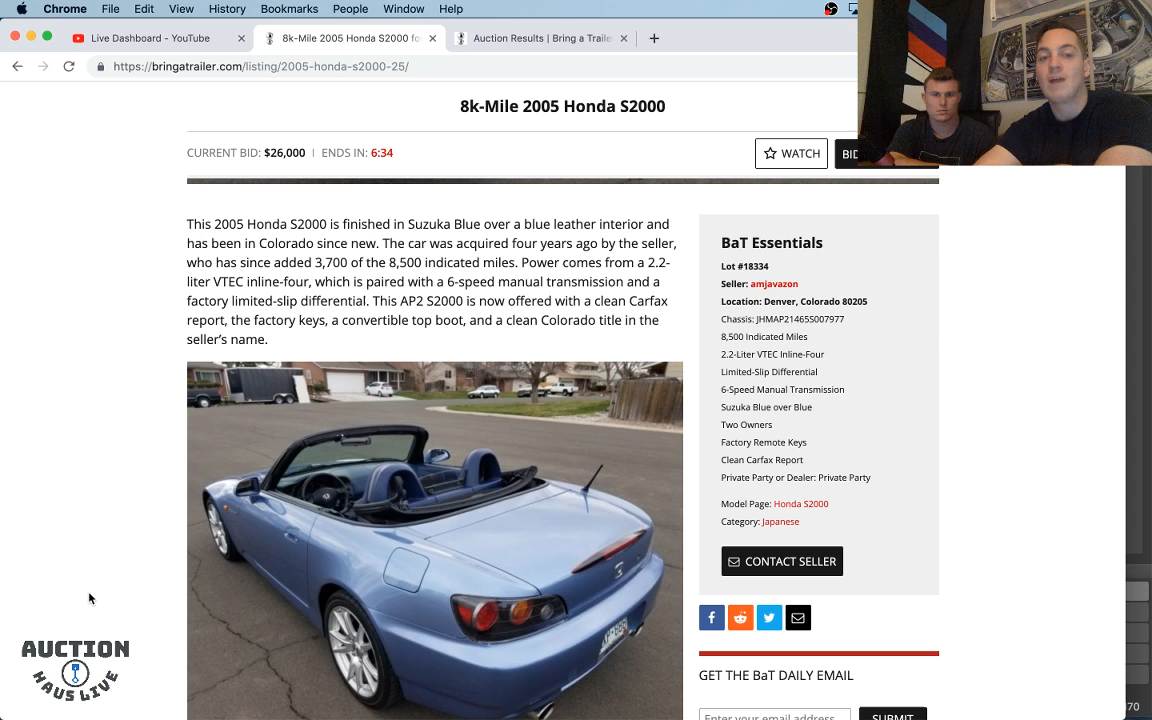 Chrome File Edit View History Bookmarks People Window Help
Live Dashboard - YouTube
8k-Mile 2005 Honda S2000 fo
Auction Results | Bring a Traile
https://bringatrailer.com/listing/2005-honda-s2000-25/
8k-Mile 2005 Honda S2000
CURRENT BID: $26,000 | ENDS IN: 6:34
WATCH
BID
This 2005 Honda S2000 is finished in Suzuka Blue over a blue leather interior and
has been in Colorado since new. The car was acquired four years ago by the seller,
who has since added 3,700 of the 8,500 indicated miles. Power comes from a 2.2-
liter VTEC inline-four, which is paired with a 6-speed manual transmission and a
factory limited-slip differential. This AP2 S2000 is now offered with a clean Carfax
report, the factory keys, a convertible top boot, and a clean Colorado title in the
seller's name.
BaT Essentials
Lot #18334
Seller: amjavazon
Location: Denver, Colorado 80205
Chassis: JHMAP21465S007977
8,500 Indicated Miles
2.2-Liter VTEC Inline-Four
Limited-Slip Differential
6-Speed Manual Transmission
Suzuka Blue over Blue
Two Owners
Factory Remote Keys
Clean Carfax Report
Private Party or Dealer: Private Party
Model Page: Honda S2000
Category: Japanese
CONTACT SELLER
GET THE BaT DAILY EMAIL
Enter your email address
SUBMIT
AUCTION
HAUS LIVE
70